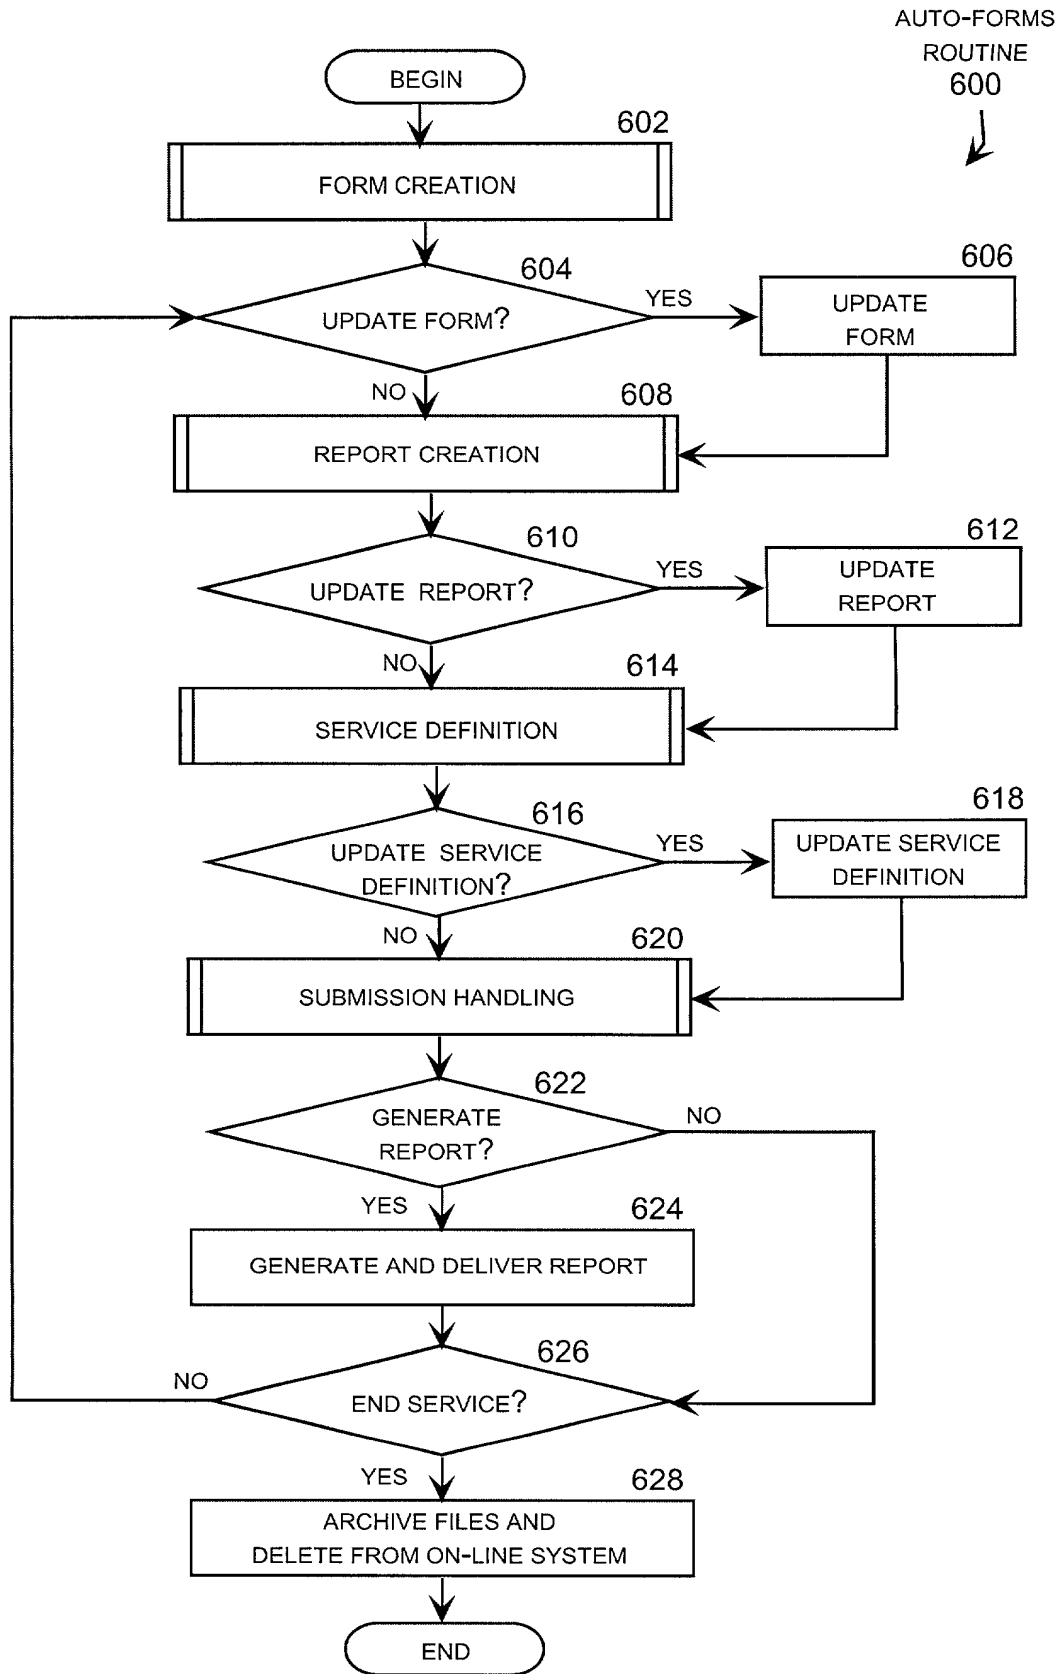 AUTO-FORMS
ROUTINE
600
BEGIN
602
FORM CREATION
604
UPDATE FORM?
YES
606
UPDATE
FORM
NO
608
REPORT CREATION
610
UPDATE REPORT?
YES
612
UPDATE
REPORT
NO
614
SERVICE DEFINITION
616
UPDATE SERVICE
DEFINITION?
YES
618
UPDATE SERVICE
DEFINITION
NO
620
SUBMISSION HANDLING
622
GENERATE
REPORT?
NO
YES
624
GENERATE AND DELIVER REPORT
626
END SERVICE?
NO
YES
628
ARCHIVE FILES AND
DELETE FROM ON-LINE SYSTEM
END